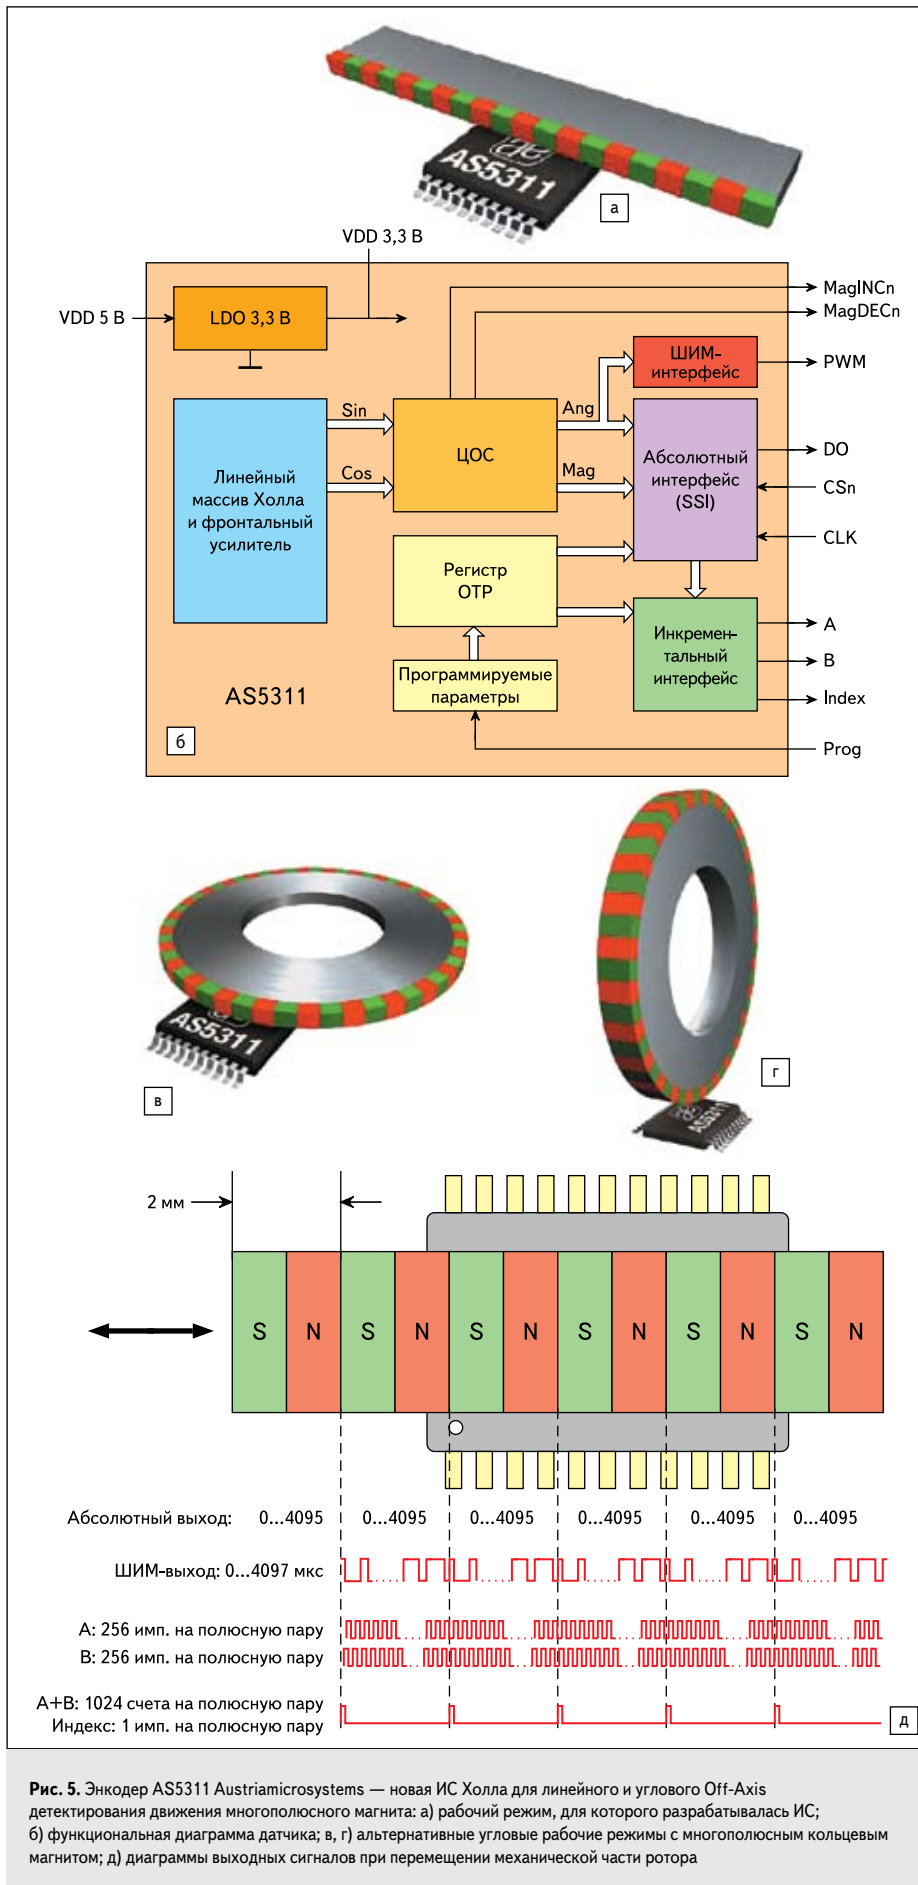 AS5311
а
VDD 3,3 В
VDD 5 В
LDO 3,3 В
MagINCn
MagDECn
ШИМ-
интерфейс
PWM
Sin
Cos
Ang
Mag
ЦОС
Линейный
массив Холла
и фронтальный
усилитель
Абсолютный
интерфейс
(SSI)
DO
CSn
CLK
Регистр
OTP
Инкремен-
тальный
интерфейс
A
B
Index
Программируемые
параметры
AS5311
Prog
б
AS5311
в
AS5311
г
2 мм
S N S N S N S N S N S N
Абсолютный выход: 0...4095 0...4095 0...4095 0...4095 0...4095 0...4095
ШИМ-выход: 0...4097 мкс
А: 256 имп. на полюсную пару
В: 256 имп. на полюсную пару
А+В: 1024 счета на полюсную пару
Индекс: 1 имп. на полюсную пару
д
Рис. 5. Энкодер AS5311 Austriamicrosystems — новая ИС Холла для линейного и углового Off-Axis
детектирования движения многополюсного магнита: а) рабочий режим, для которого разрабатывалась ИС;
б) функциональная диаграмма датчика; в, г) альтернативные угловые рабочие режимы с многополюсным кольцевым
магнитом; д) диаграммы выходных сигналов при перемещении механической части ротора